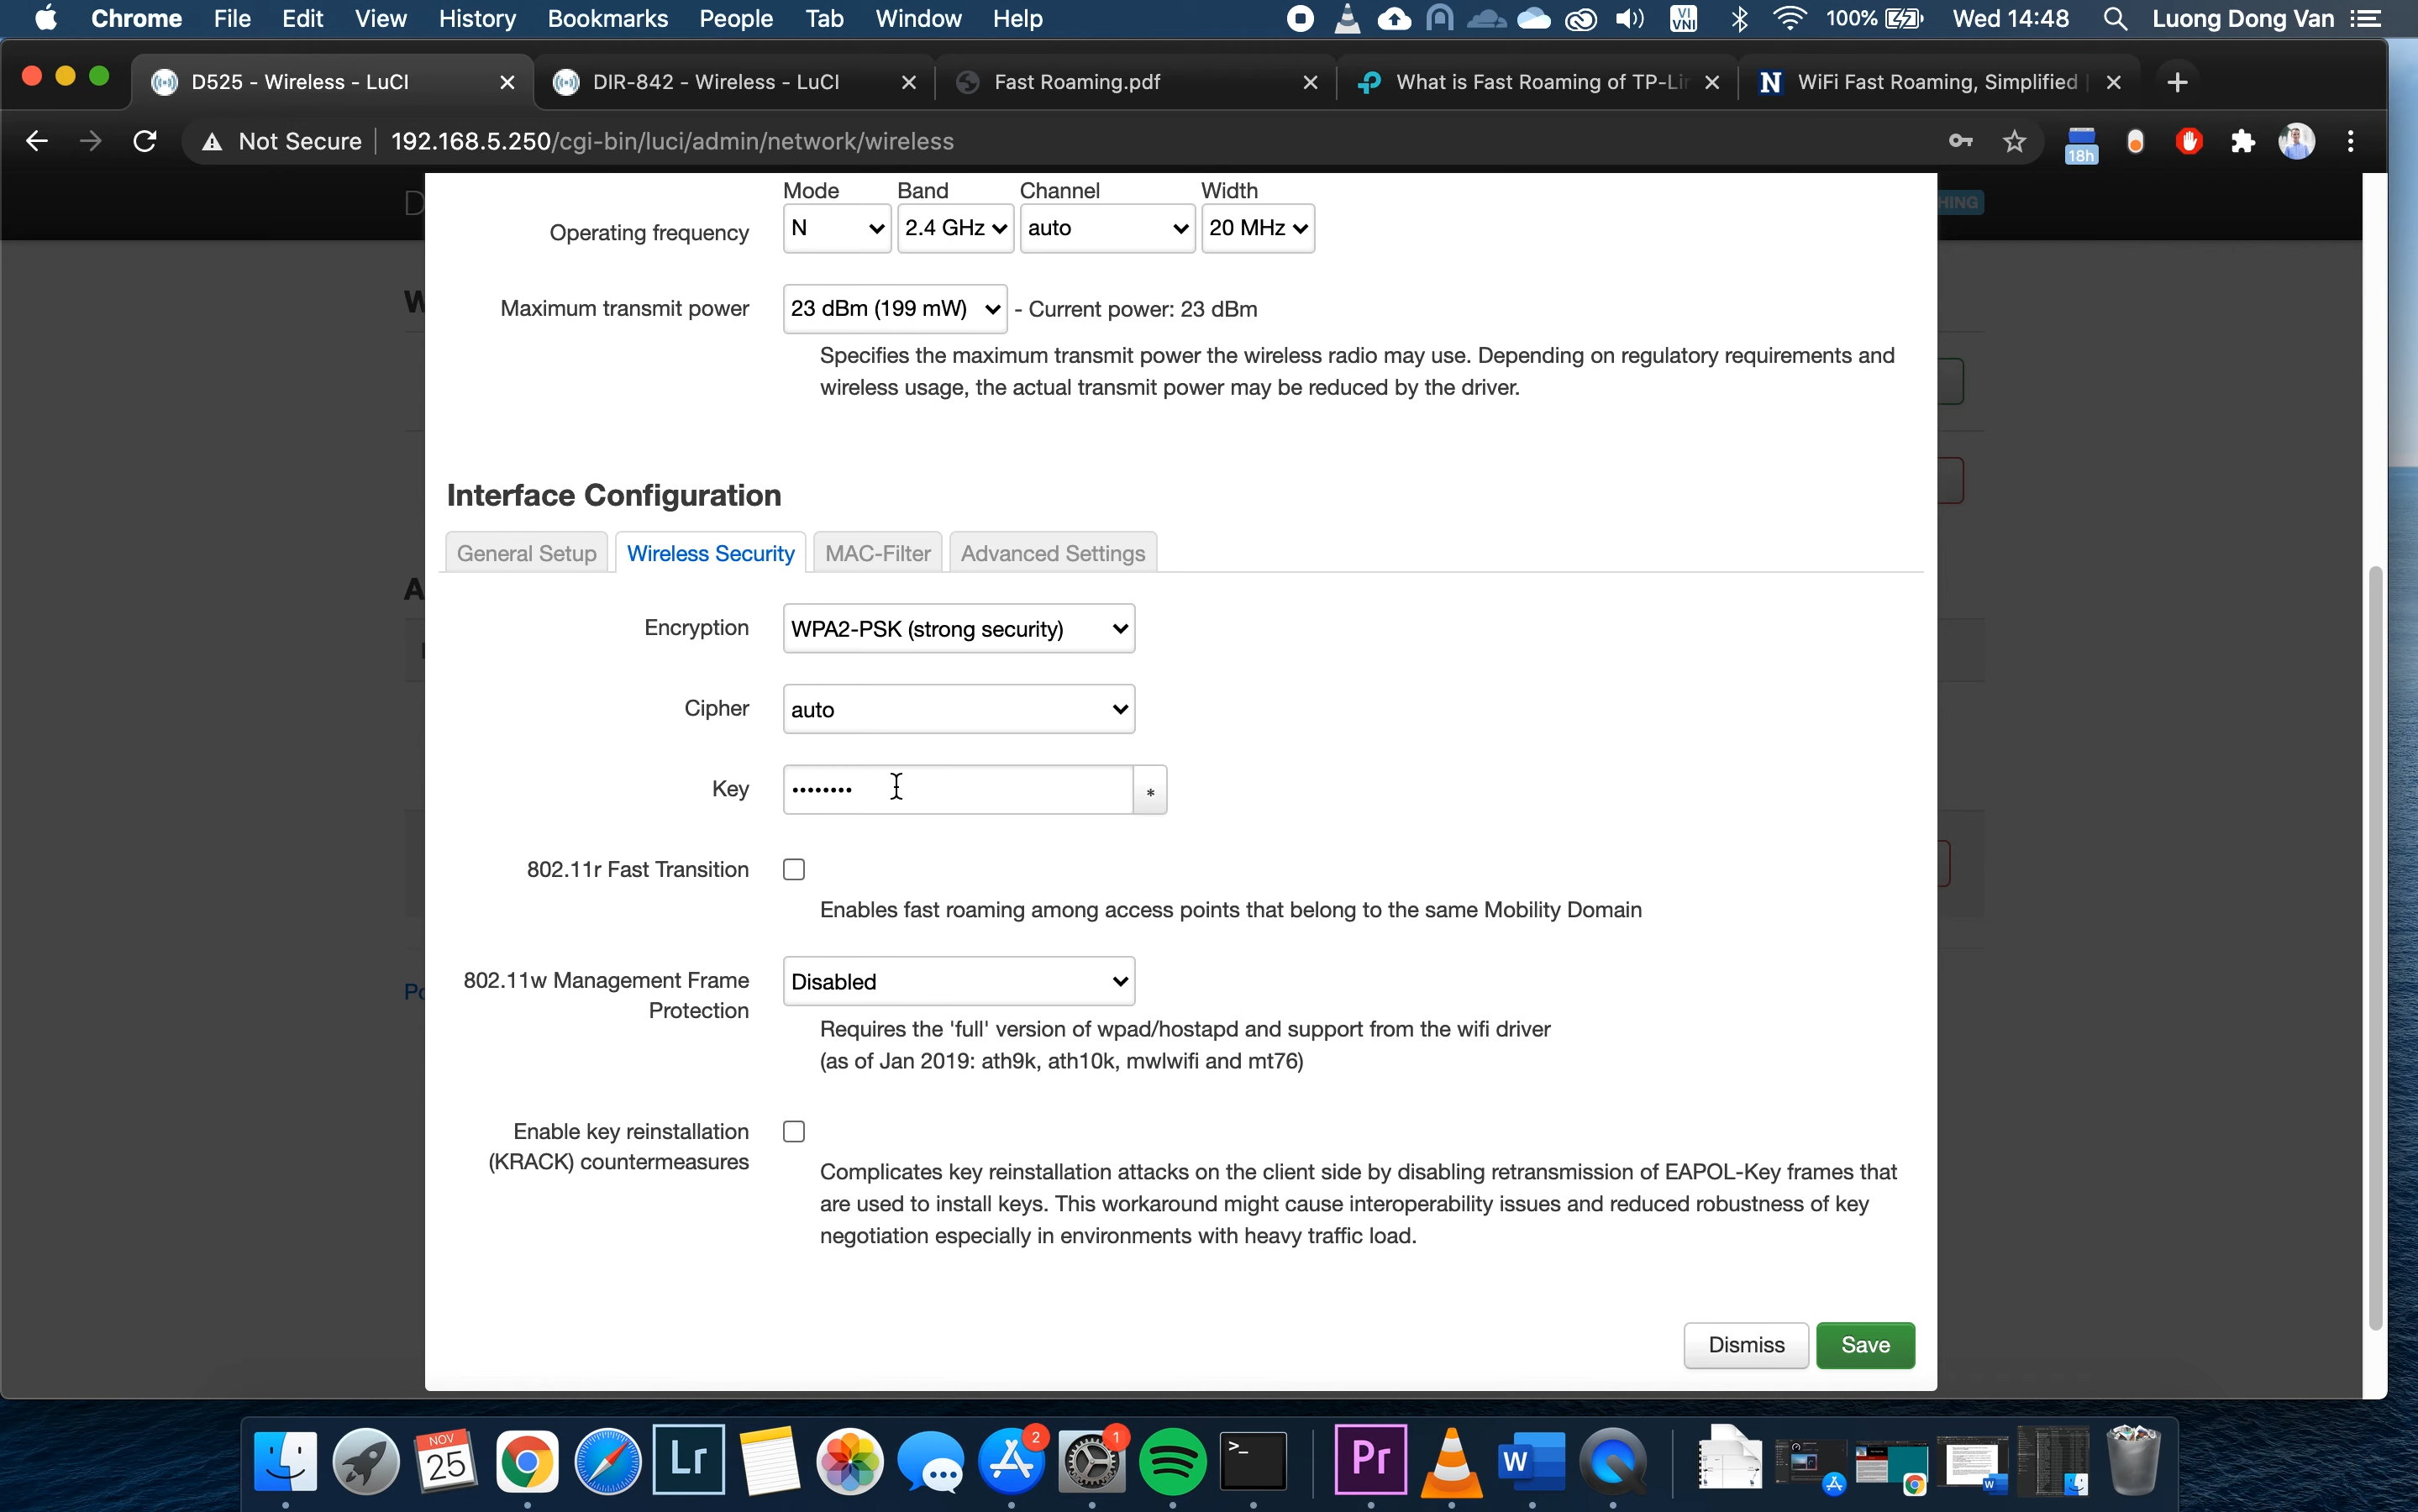 Chrome File Edit View History Bookmarks People Tab Window Help VI VNI 100% Wed 14:48 Luong Dong Van
D525 - Wireless - LuCI DIR-842 - Wireless - LuCI Fast Roaming.pdf What is Fast Roaming of TP-Lin N WiFi Fast Roaming, Simplified
Not Secure 192.168.5.250/cgi-bin/luci/admin/network/wireless 18h
Mode Band Channel Width
D HING
Operating frequency N 2.4 GHz auto 20 MHz
W
Maximum transmit power 23 dBm (199 mW) - Current power: 23 dBm
Specifies the maximum transmit power the wireless radio may use. Depending on regulatory requirements and
wireless usage, the actual transmit power may be reduced by the driver.
Interface Configuration
General Setup Wireless Security MAC-Filter Advanced Settings
A
Encryption WPA2-PSK (strong security)
Cipher auto
Key •••••••• *
802.11r Fast Transition
Enables fast roaming among access points that belong to the same Mobility Domain
802.11w Management Frame
Protection
Disabled
Po
Requires the 'full' version of wpad/hostapd and support from the wifi driver
(as of Jan 2019: ath9k, ath10k, mwlwifi and mt76)
Enable key reinstallation
(KRACK) countermeasures
Complicates key reinstallation attacks on the client side by disabling retransmission of EAPOL-Key frames that
are used to install keys. This workaround might cause interoperability issues and reduced robustness of key
negotiation especially in environments with heavy traffic load.
Dismiss Save
NOV
25 Lr 2 1 >_ Pr W